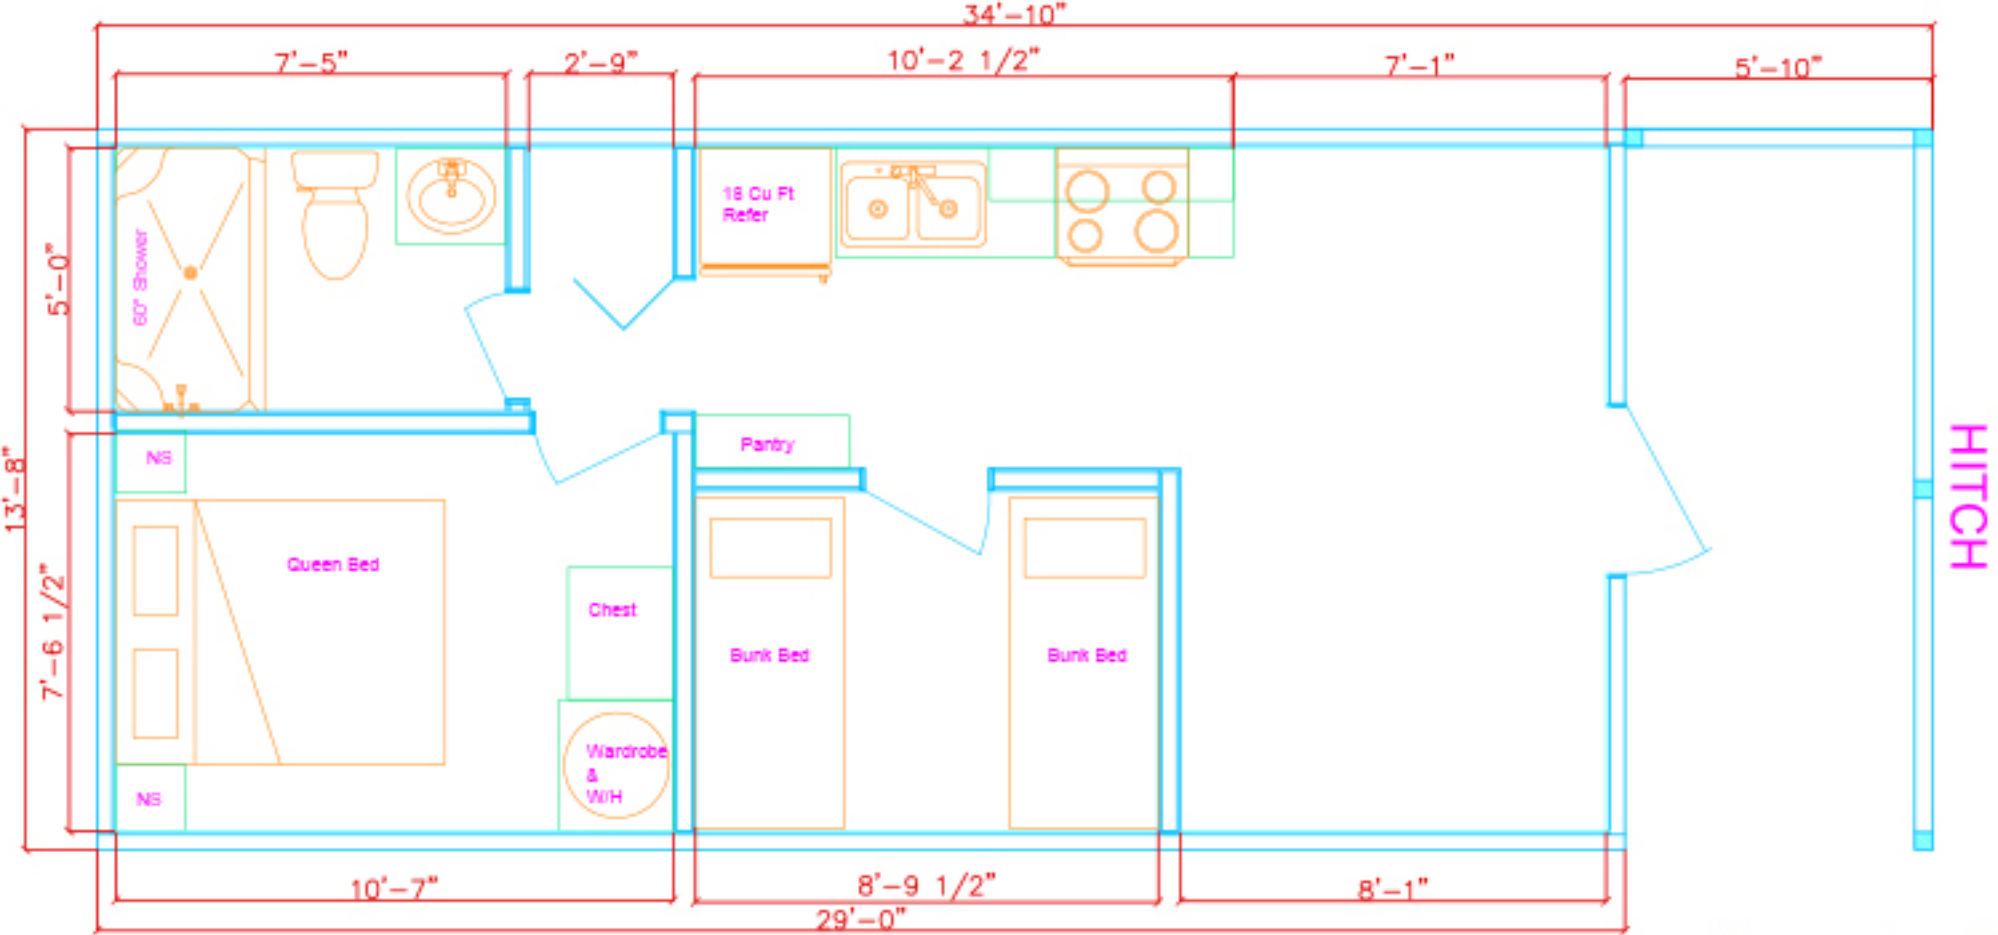 34'-10"
7'-5"
2'-9"
10'-2 1/2"
7'-1"
5'-10"
18 Cu Ft
Refer
60" Shower
5'-0"
Pantry
NS
HITCH
13'-8"
Queen Bed
Chest
7'-6 1/2"
Bunk Bed
Bunk Bed
Wardrobe
&
W/H
NS
10'-7"
8'-9 1/2"
8'-1"
29'-0"